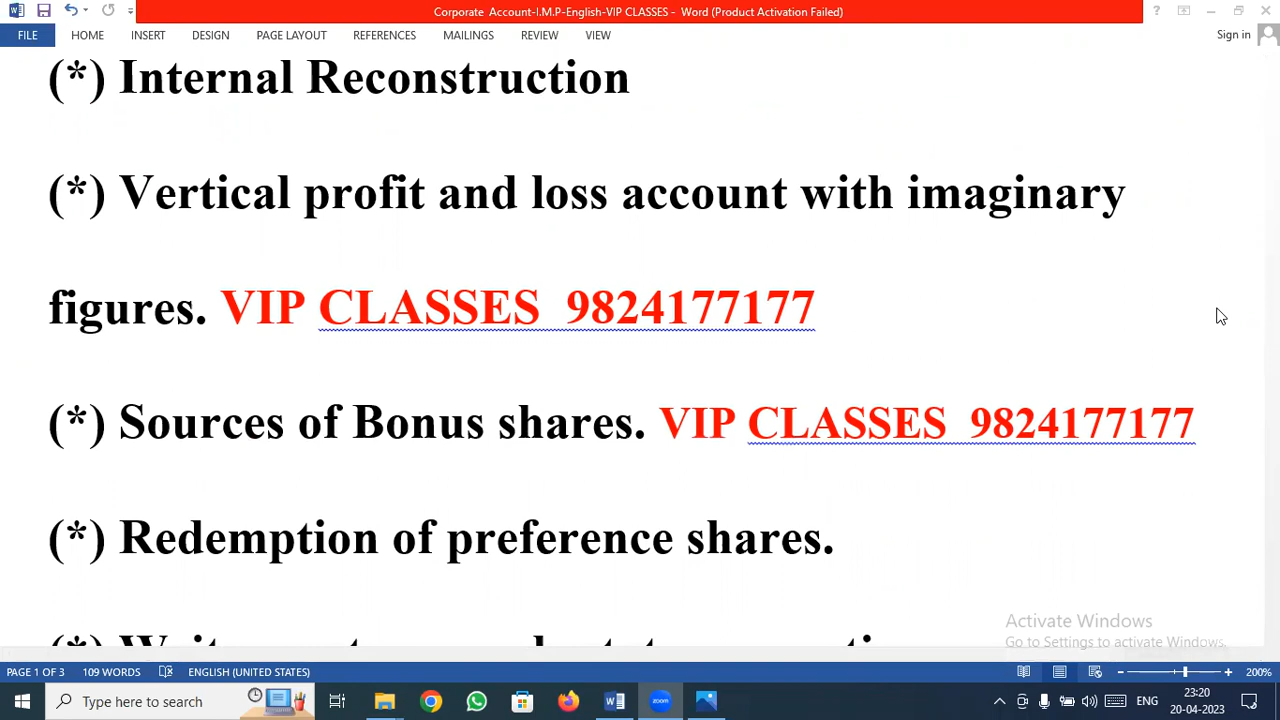 Corporate Account-I.M.P-English-VIP CLASSES - Word (Product Activation Failed)
FILE HOME INSERT DESIGN PAGE LAYOUT REFERENCES MAILINGS REVIEW VIEW Sign in
(*) Internal Reconstruction
(*) Vertical profit and loss account with imaginary
figures. VIP CLASSES 9824177177
(*) Sources of Bonus shares. VIP CLASSES 9824177177
(*) Redemption of preference shares.
Activate Windows
Go to Settings to activate Windows.
PAGE 1 OF 3 109 WORDS ENGLISH (UNITED STATES) 200%
Type here to search
zoom
ENG
23:20
20-04-2023